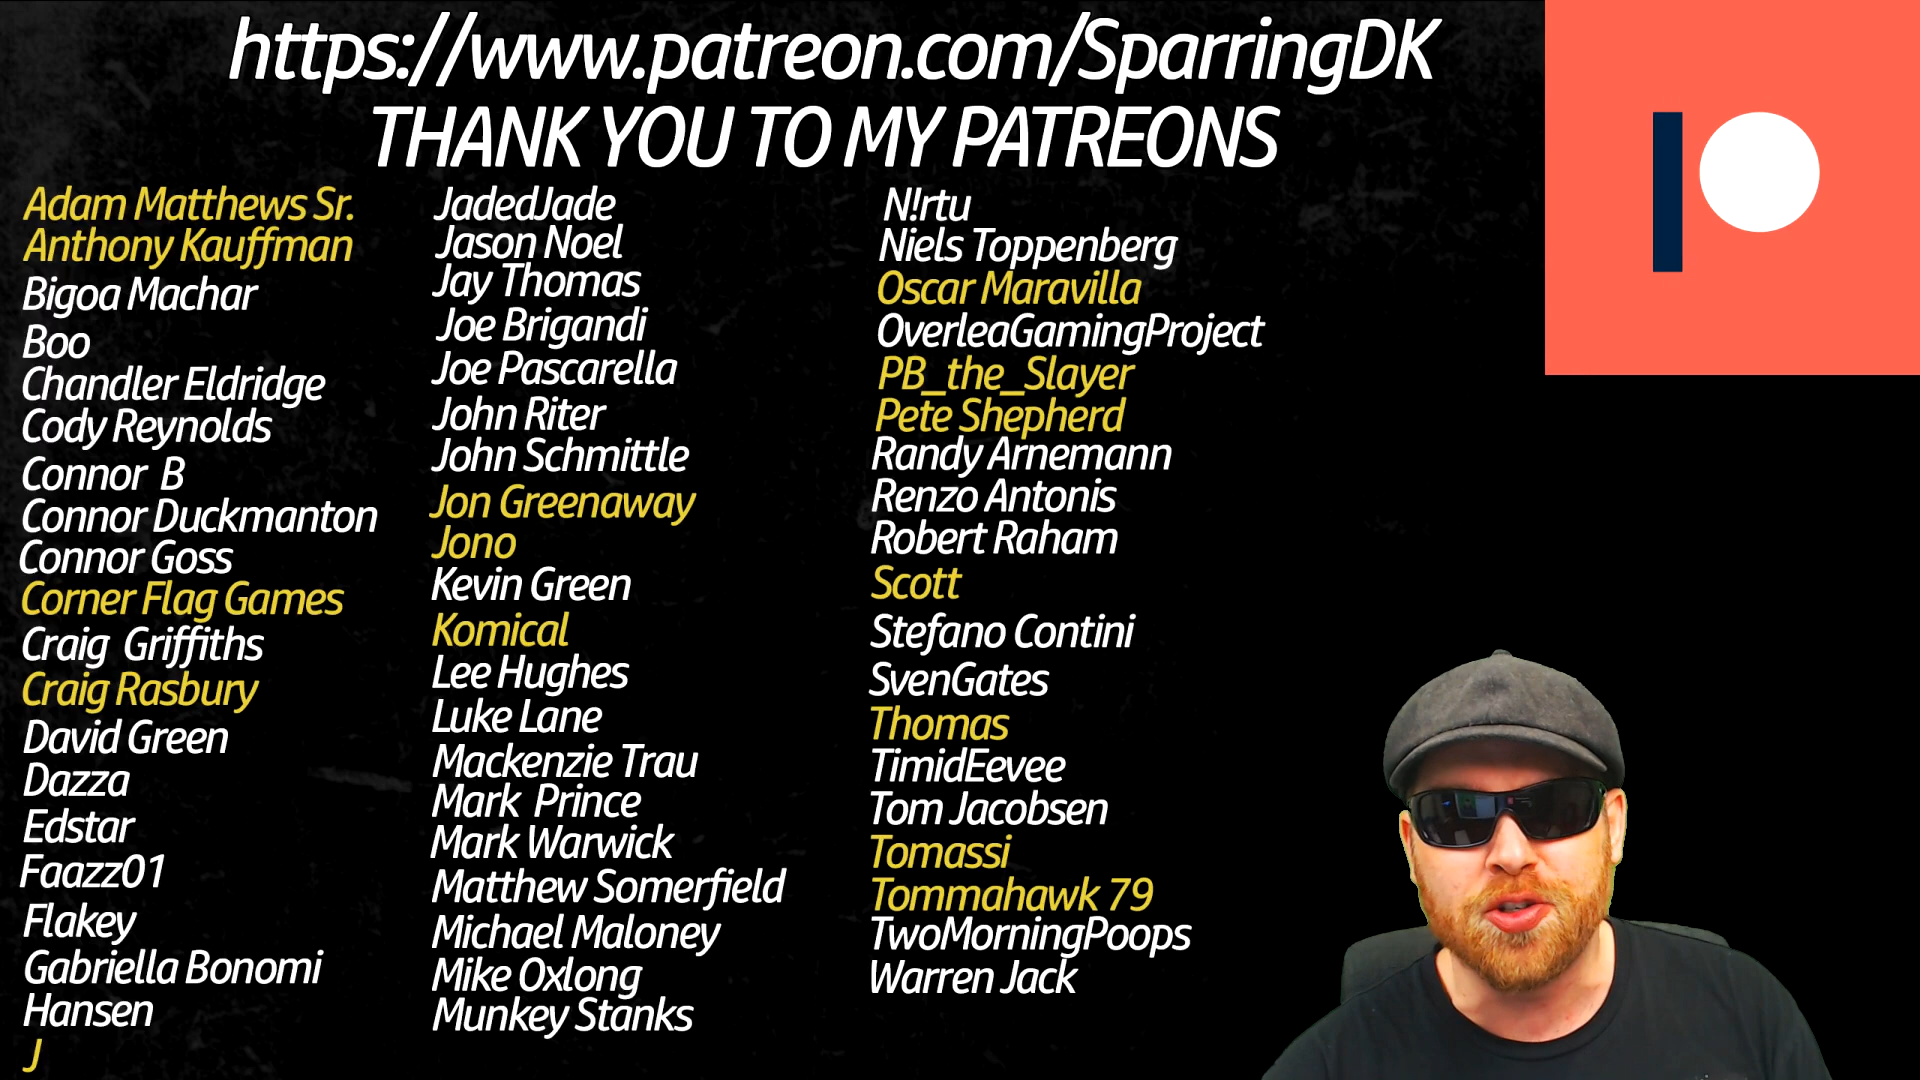 https://www.patreon.com/SparringDK
THANK YOU TO MY PATREONS
Adam Matthews Sr.
Anthony Kauffman
Bigoa Machar
Boo
Chandler Eldridge
Cody Reynolds
Connor B
Connor Duckmanton
Connor Goss
Corner Flag Games
Craig Griffiths
Craig Rasbury
David Green
Dazza
Edstar
Faazz01
Flakey
Gabriella Bonomi
Hansen
J
JadedJade
Jason Noel
Jay Thomas
Joe Brigandi
Joe Pascarella
John Riter
John Schmittle
Jon Greenaway
Jono
Kevin Green
Komical
Lee Hughes
Luke Lane
Mackenzie Trau
Mark Prince
Mark Warwick
Matthew Somerfield
Michael Maloney
Mike Oxlong
Munkey Stanks
N!rtu
Niels Toppenberg
Oscar Maravilla
OverleaGamingProject
PB_the_Slayer
Pete Shepherd
Randy Arnemann
Renzo Antonis
Robert Raham
Scott
Stefano Contini
SvenGates
Thomas
TimidEevee
Tom Jacobsen
Tomassi
Tommahawk 79
TwoMorningPoops
Warren Jack